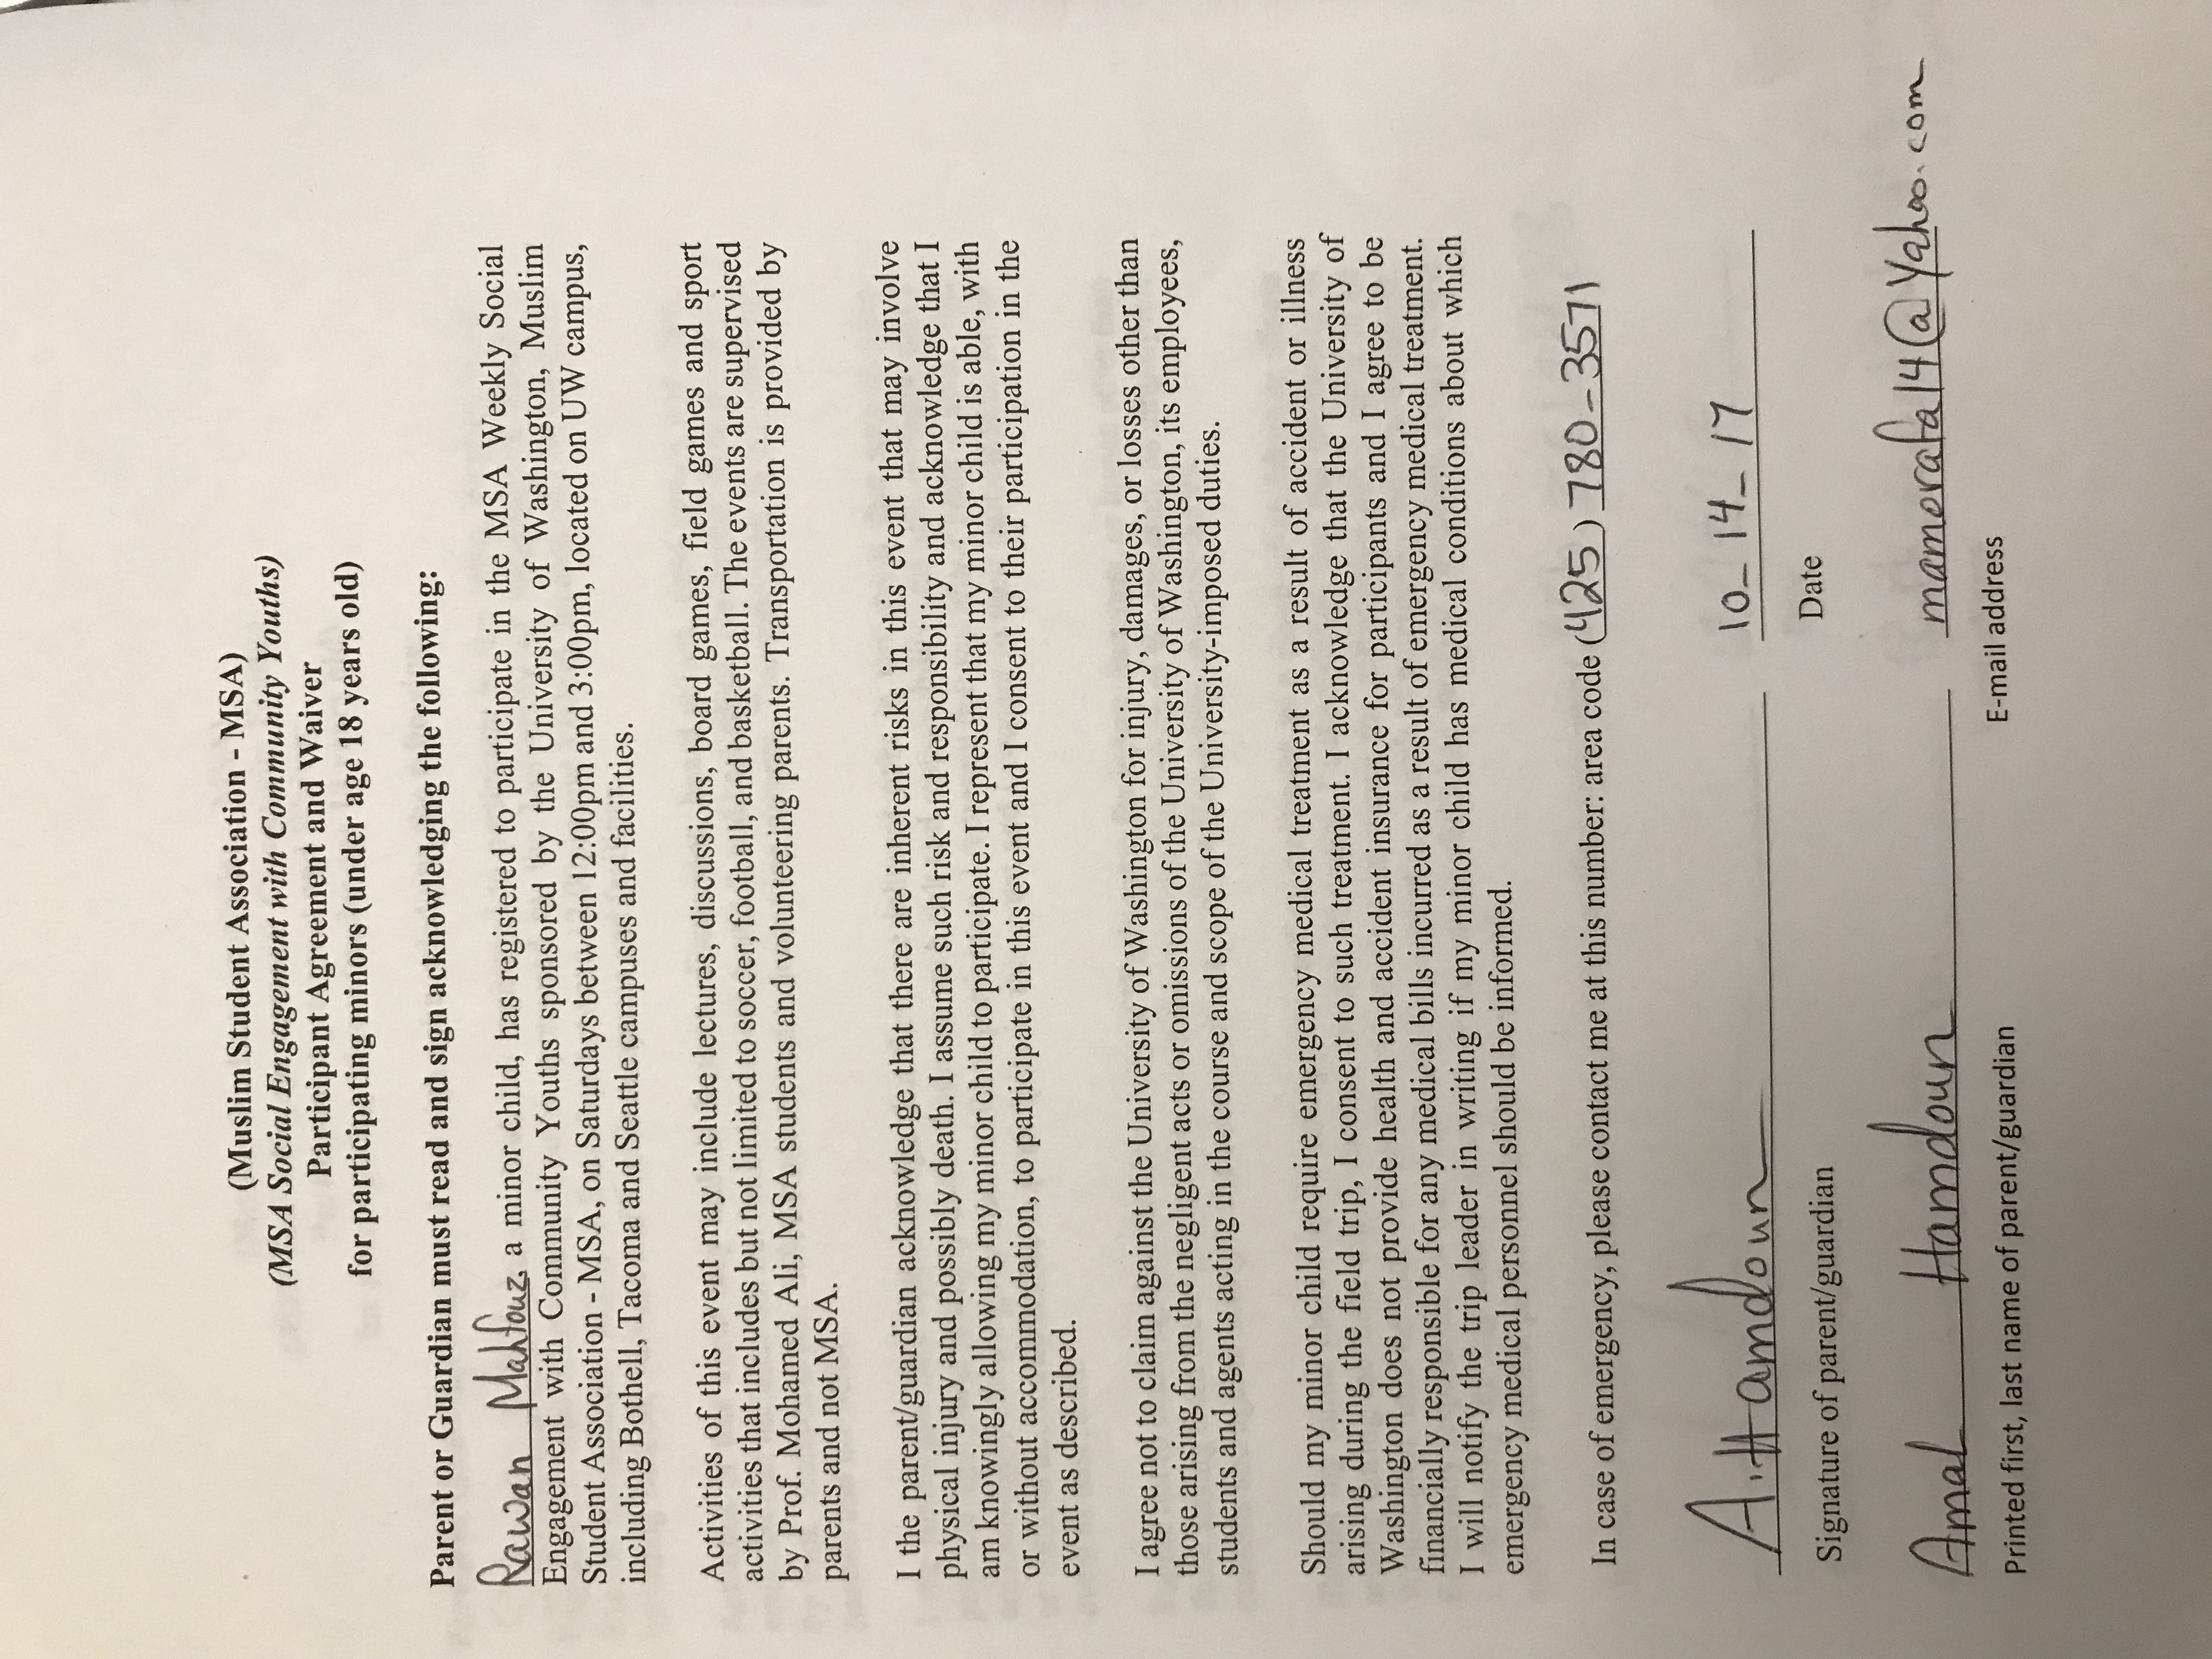 (Muslim Student Association - MSA)
(MSA Social Engagement with Community Youths)
Participant Agreement and Waiver
for participating minors (under age 18 years old)
Parent or Guardian must read and sign acknowledging the following:
Rawan Mahfouz, a minor child, has registered to participate in the MSA Weekly Social
Engagement with Community Youths sponsored by the University of Washington, Muslim
Student Association - MSA, on Saturdays between 12:00pm and 3:00pm, located on UW campus,
including Bothell, Tacoma and Seattle campuses and facilities.
Activities of this event may include lectures, discussions, board games, field games and sport
activities that includes but not limited to soccer, football, and basketball. The events are supervised
by Prof. Mohamed Ali, MSA students and volunteering parents. Transportation is provided by
parents and not MSA.
I the parent/guardian acknowledge that there are inherent risks in this event that may involve
physical injury and possibly death. I assume such risk and responsibility and acknowledge that I
am knowingly allowing my minor child to participate. I represent that my minor child is able, with
or without accommodation, to participate in this event and I consent to their participation in the
event as described.
I agree not to claim against the University of Washington for injury, damages, or losses other than
those arising from the negligent acts or omissions of the University of Washington, its employees,
students and agents acting in the course and scope of the University-imposed duties.
Should my minor child require emergency medical treatment as a result of accident or illness
arising during the field trip, I consent to such treatment. I acknowledge that the University of
Washington does not provide health and accident insurance for participants and I agree to be
financially responsible for any medical bills incurred as a result of emergency medical treatment.
I will notify the trip leader in writing if my minor child has medical conditions about which
emergency medical personnel should be informed.
In case of emergency, please contact me at this number: area code (425) 780-3571
A. Hamdoun 10-14-17
Signature of parent/guardian Date
Amal Hamdoun mamorafa14@Yahoo.com
Printed first, last name of parent/guardian E-mail address